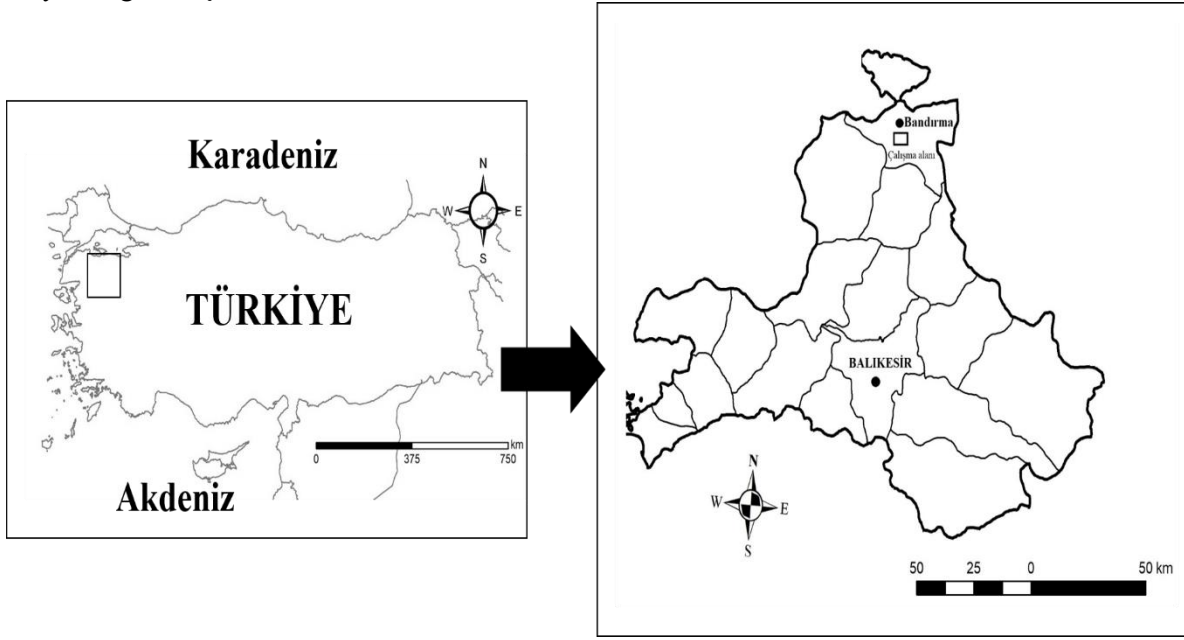 Karadeniz
N
W E
S
TÜRKİYE
km
0 375 750
Akdeniz
Bandırma
Çalışma alanı
BALIKESİR
N
W E
S
50 25 0 50 km